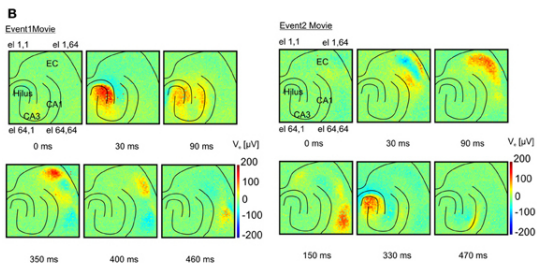 B
Event1Movie
el 1,1 el 1,64
EC
Hilus
CA1
CA3
el 64,1 el 64,64
0 ms 30 ms 90 ms
Vₑ [µV]
200
100
0
-100
-200
350 ms 400 ms 460 ms
Event2 Movie
el 1,1 el 1,64
EC
Hilus
CA1
CA3
el 64,1 el 64,64
0 ms 30 ms 90 ms
Vₑ [µV]
200
100
0
-100
-200
150 ms 330 ms 470 ms